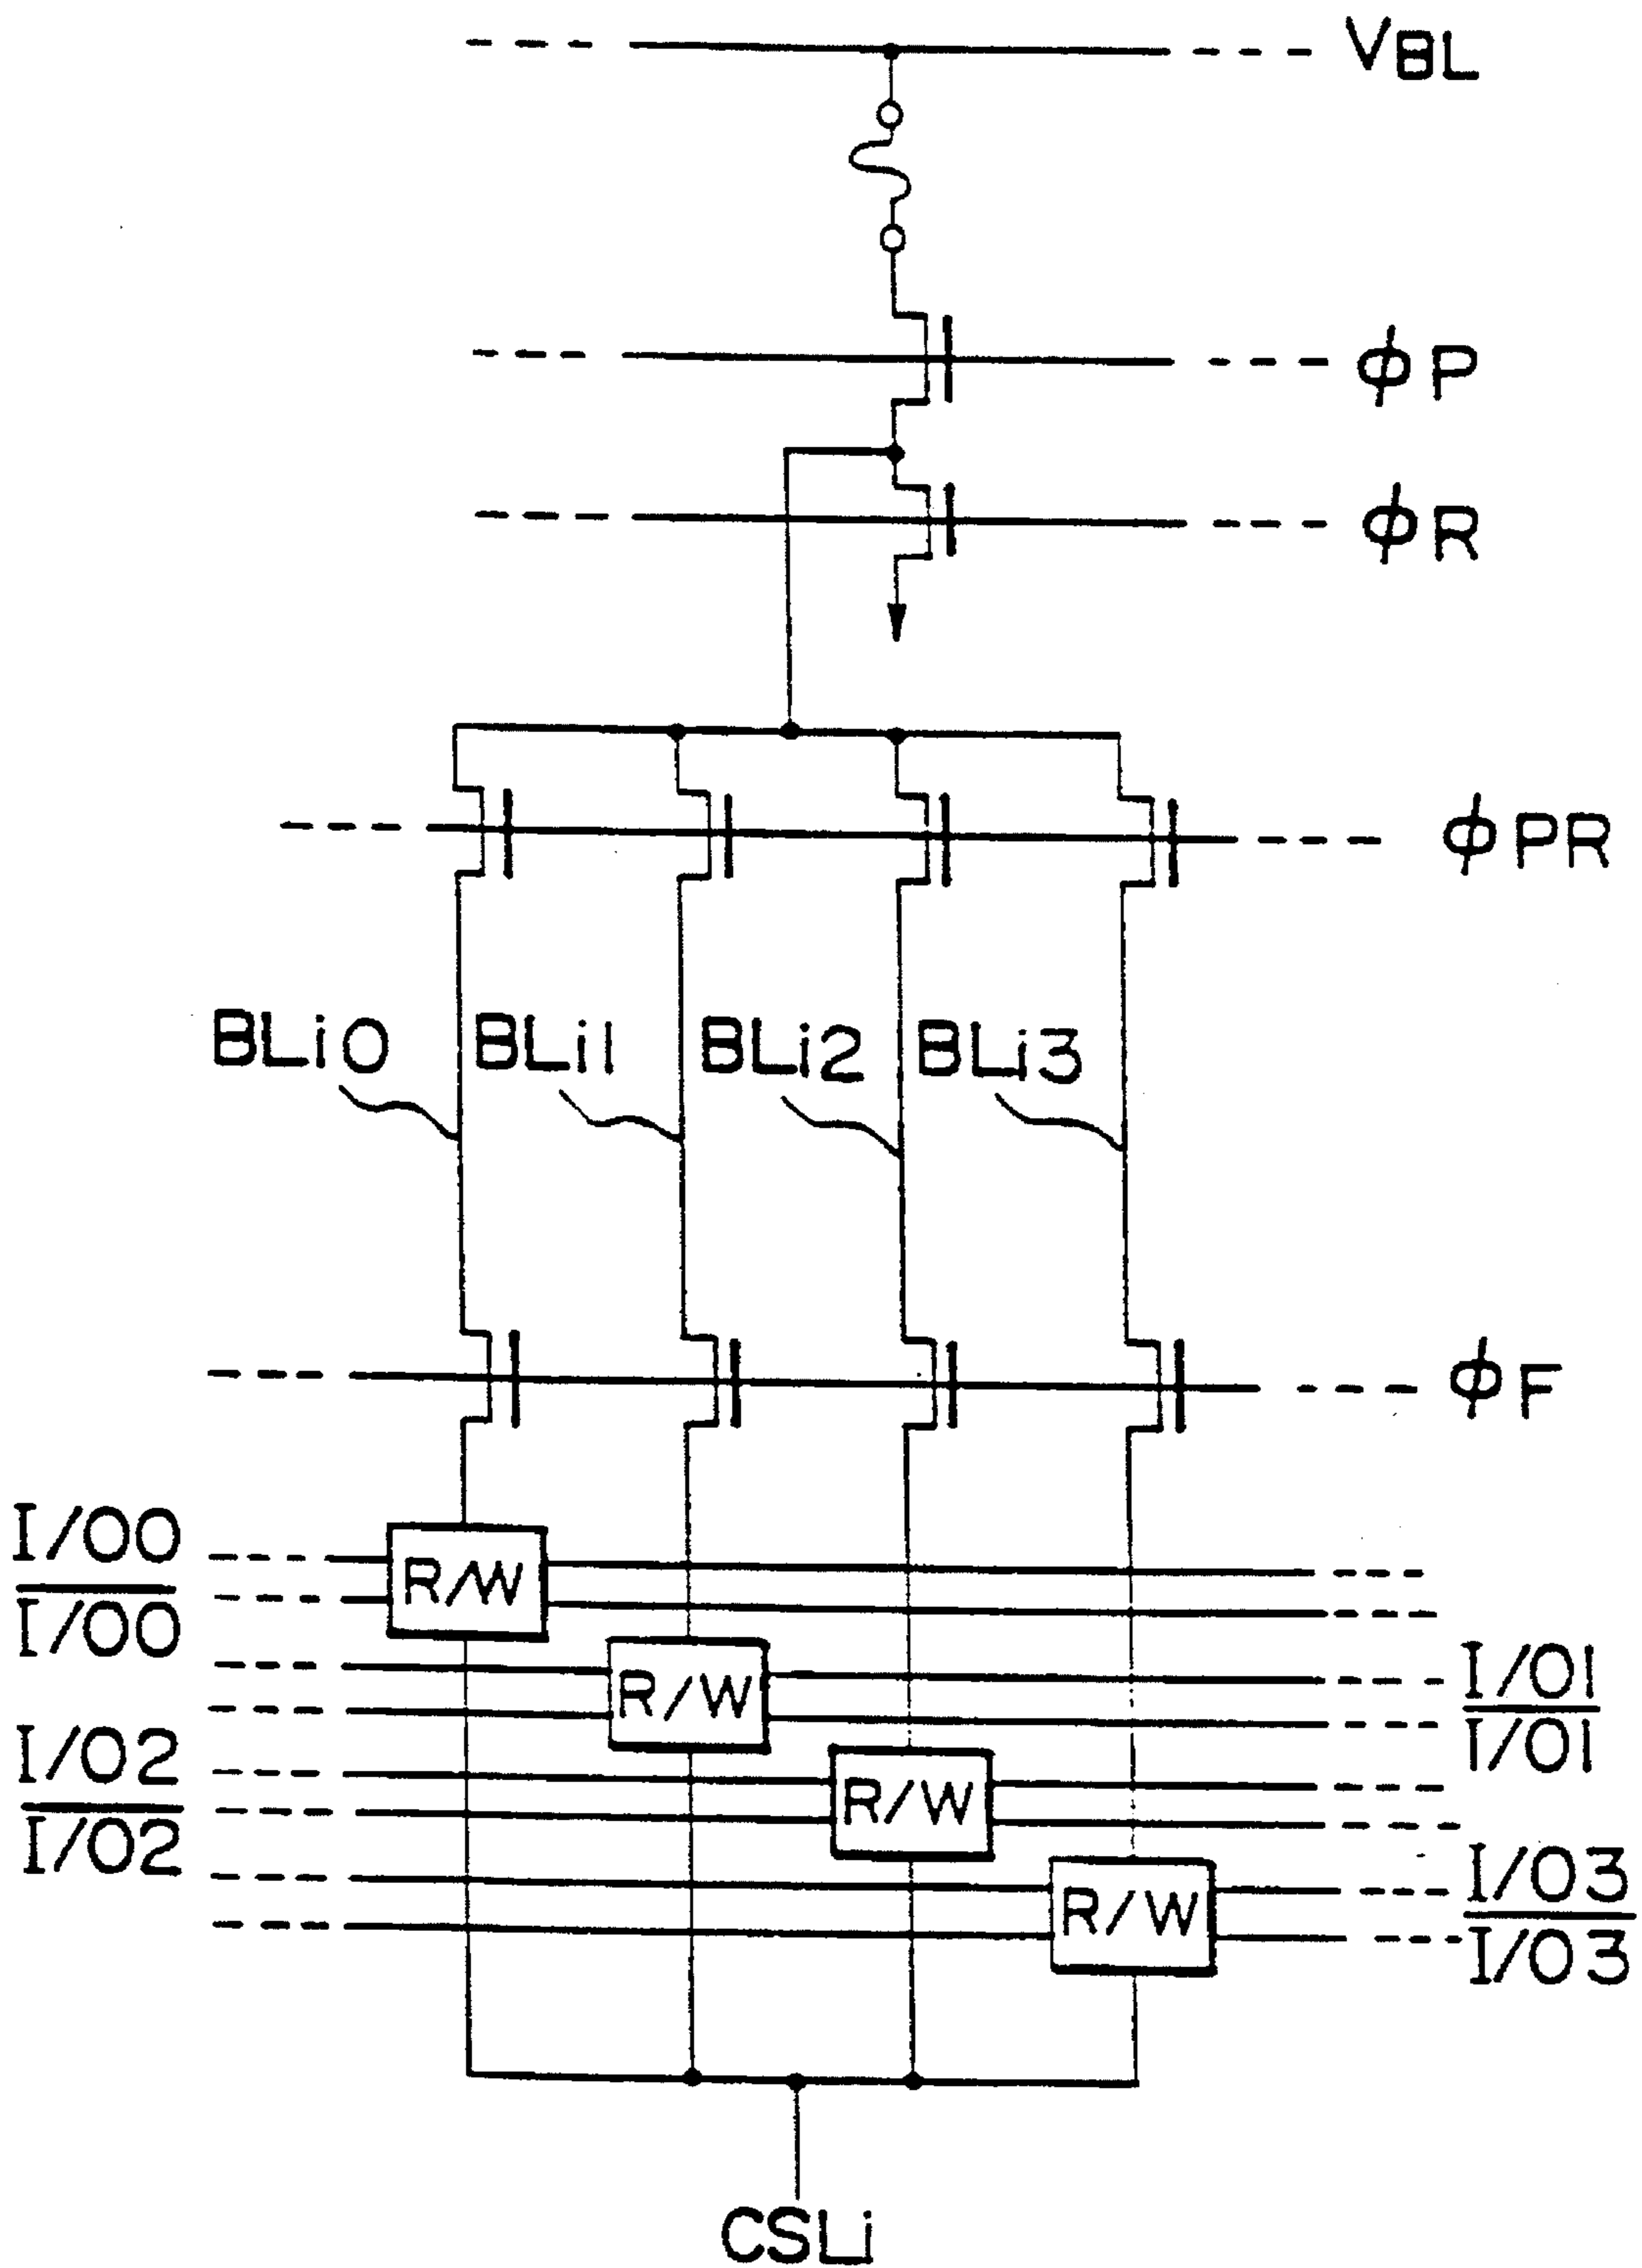 VBL
ϕP
ϕR
ϕPR
BLi0
BLi1
BLi2
BLi3
ϕF
I/O0
I/O0
R/W
R/W
I/O1
I/O1
I/O2
I/O2
R/W
R/W
I/O3
I/O3
CSLi